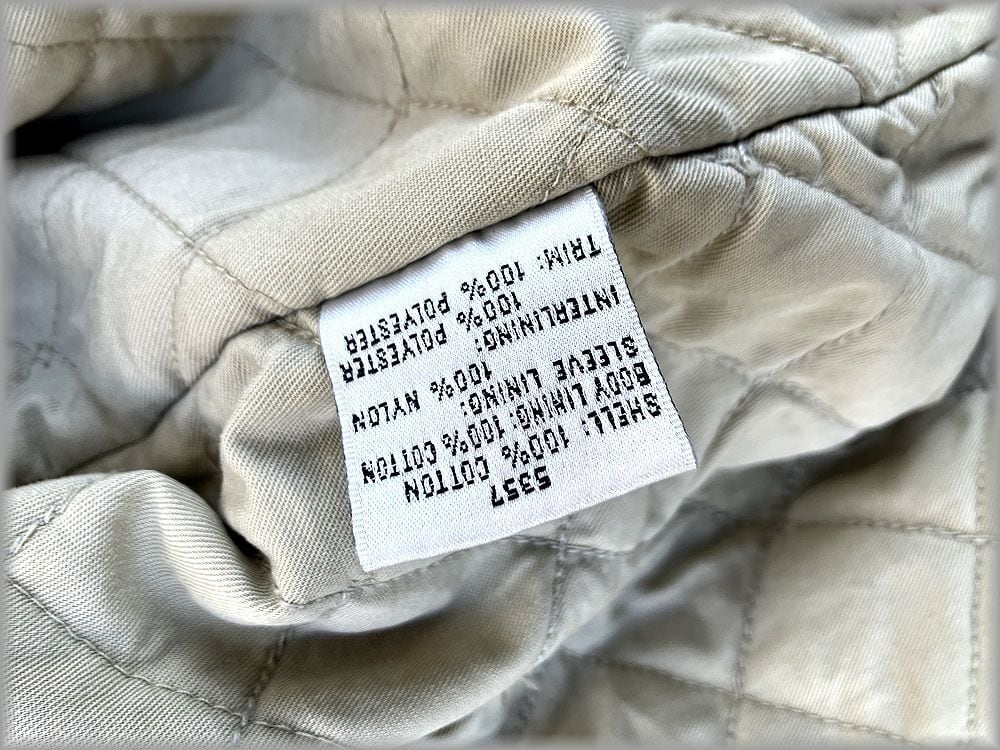 5357
SHELL: 100% COTTON
BODY LINING: 100% COTTON
SLEEVE LINING:
100% NYLON
INTERLINING:
100% POLYESTER
TRIM: 100% POLYESTER